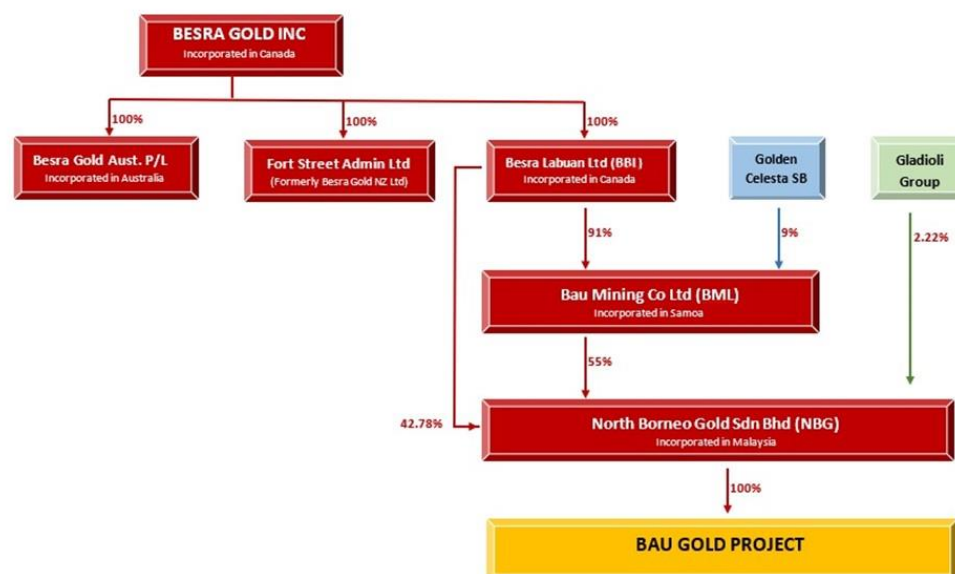 BESRA GOLD INC
Incorporated in Canada
100%
100%
100%
Besra Gold Aust. P/L
Incorporated in Australia
Fort Street Admin Ltd
(Formerly Besra Gold NZ Ltd)
Besra Labuan Ltd (BBI)
Incorporated in Canada
Golden
Celesta SB
Gladioli
Group
91%
9%
2.22%
Bau Mining Co Ltd (BML)
Incorporated in Samoa
55%
42.78%
North Borneo Gold Sdn Bhd (NBG)
Incorporated in Malaysia
100%
BAU GOLD PROJECT